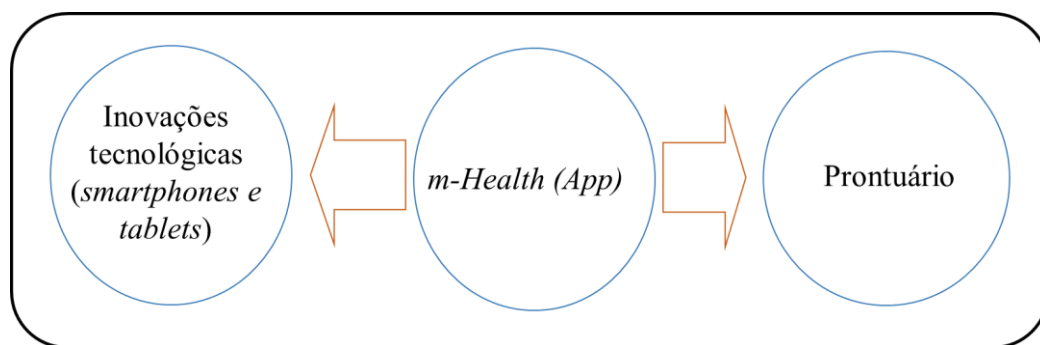 Inovações
tecnológicas
(smartphones e
tablets)
m-Health (App)
Prontuário